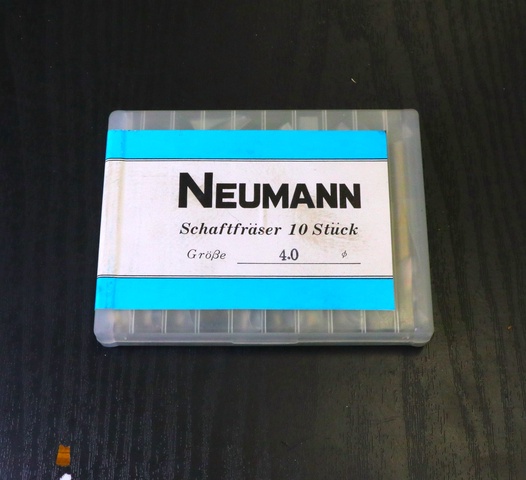 NEUMANN
Schaftfräser 10 Stück
Größe 4.0 ø